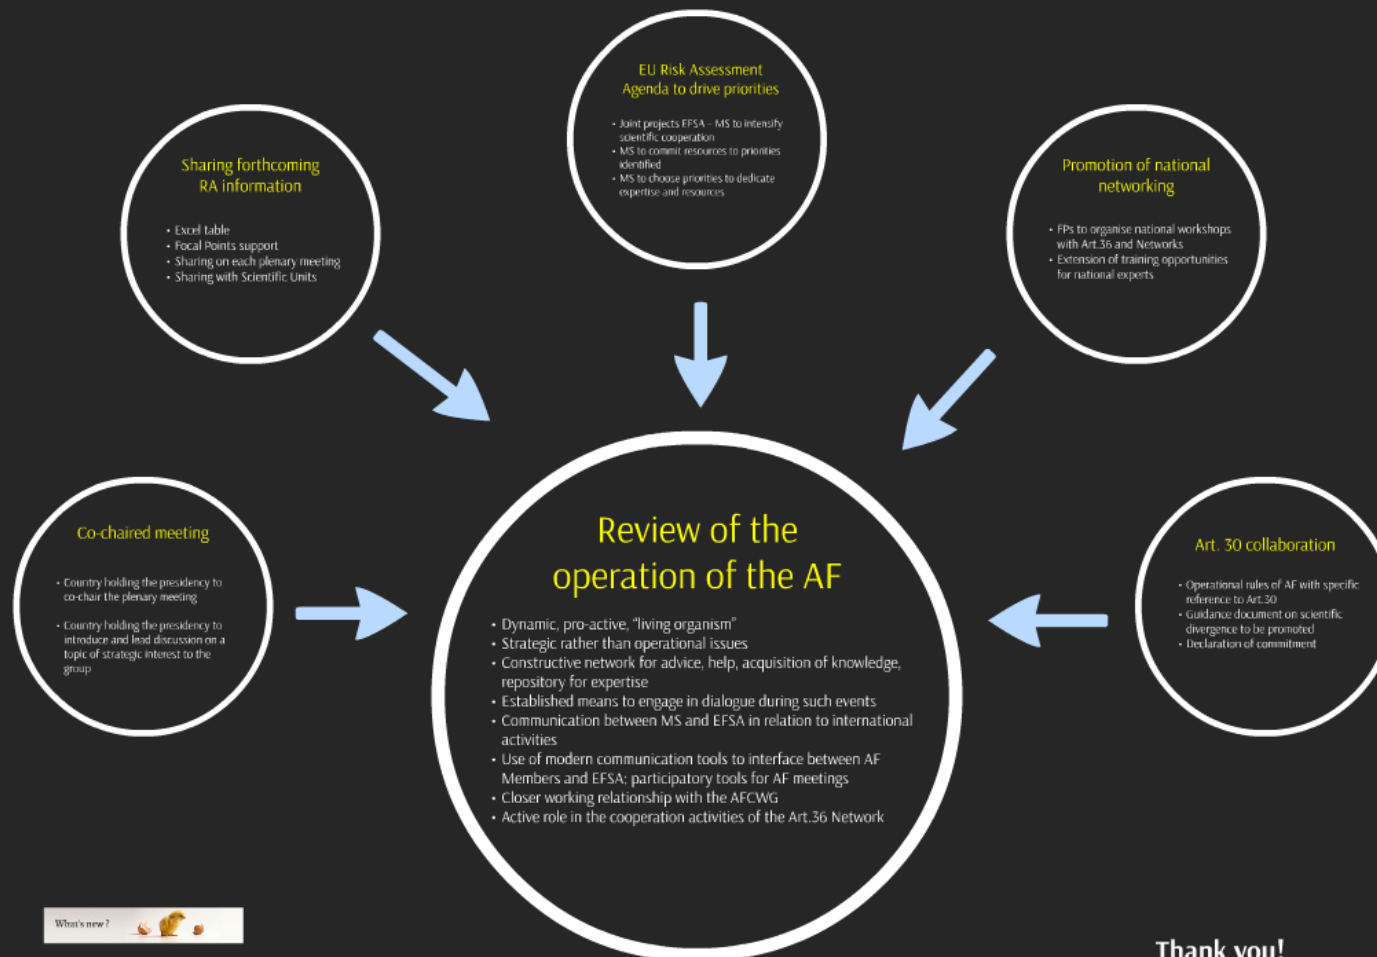 EU Risk Assessment
Agenda to drive priorities
• Joint projects EFSA – MS to intensify
scientific cooperation
• MS to commit resources to priorities
identified
• MS to choose priorities to dedicate
expertise and resources
Sharing forthcoming
RA information
• Excel table
• Focal Points support
• Sharing on each plenary meeting
• Sharing with Scientific Units
Promotion of national
networking
• FPs to organise national workshops
with Art.36 and Networks
• Extension of training opportunities
for national experts
Co-chaired meeting
• Country holding the presidency to
co-chair the plenary meeting
• Country holding the presidency to
introduce and lead discussion on a
topic of strategic interest to the
group
Review of the
operation of the AF
• Dynamic, pro-active, “living organism”
• Strategic rather than operational issues
• Constructive network for advice, help, acquisition of knowledge,
repository for expertise
• Established means to engage in dialogue during such events
• Communication between MS and EFSA in relation to international
activities
• Use of modern communication tools to interface between AF
Members and EFSA; participatory tools for AF meetings
• Closer working relationship with the AFCWG
• Active role in the cooperation activities of the Art.36 Network
Art. 30 collaboration
• Operational rules of AF with specific
reference to Art.30
• Guidance document on scientific
divergence to be promoted
• Declaration of commitment
What's new ?
Thank you!